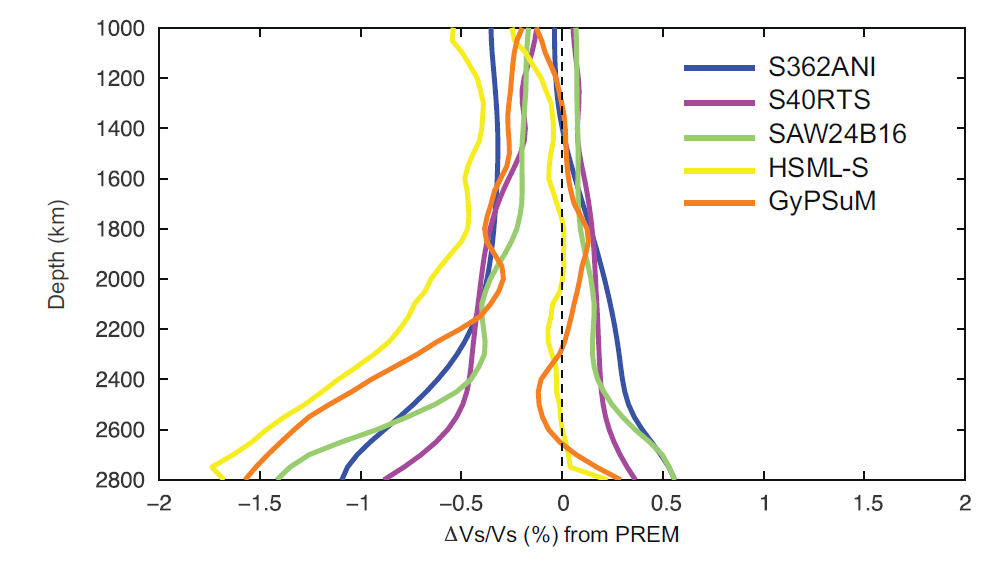 1000
1200
1400
1600
1800
2000
2200
2400
2600
2800
Depth (km)
S362ANI
S40RTS
SAW24B16
HSML-S
GyPSuM
−2 −1.5 −1 −0.5 0 0.5 1 1.5 2
ΔVs/Vs (%) from PREM